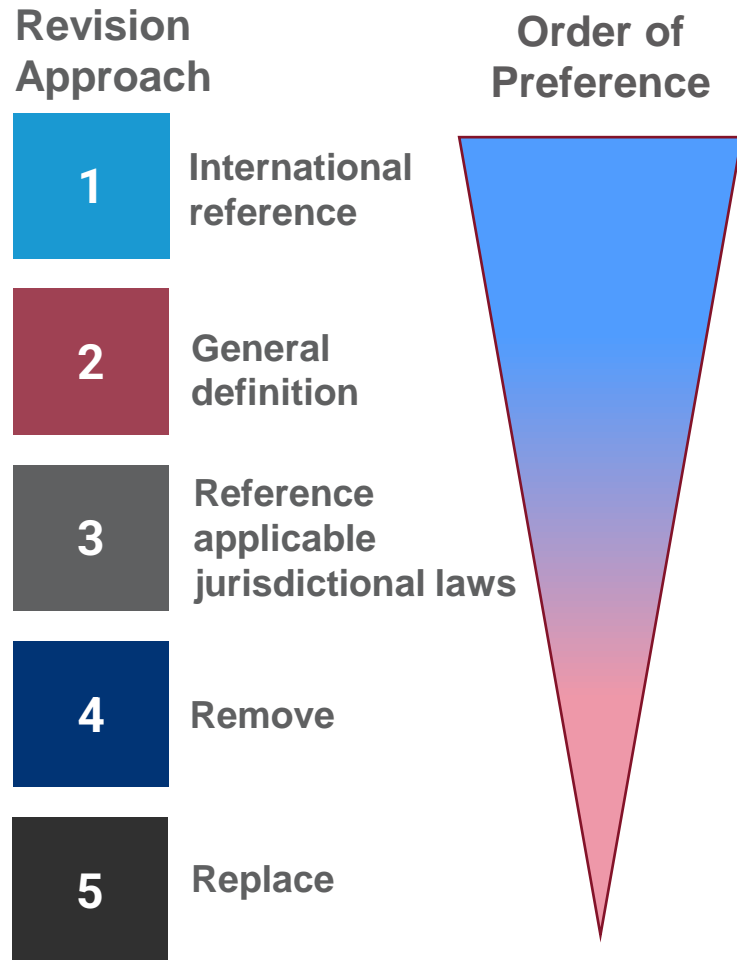 Revision
Approach
Order of
Preference
1
International
reference
2
General
definition
3
Reference
applicable
jurisdictional laws
4
Remove
5
Replace